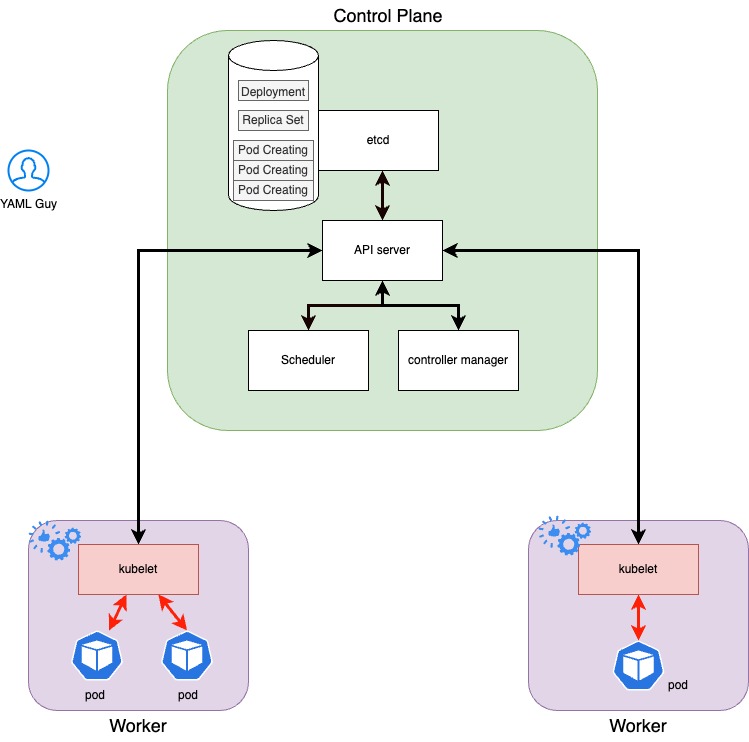 Control Plane
Deployment
Replica Set
Pod Creating
Pod Creating
Pod Creating
etcd
YAML Guy
API server
Scheduler
controller manager
kubelet
pod
pod
Worker
kubelet
pod
Worker